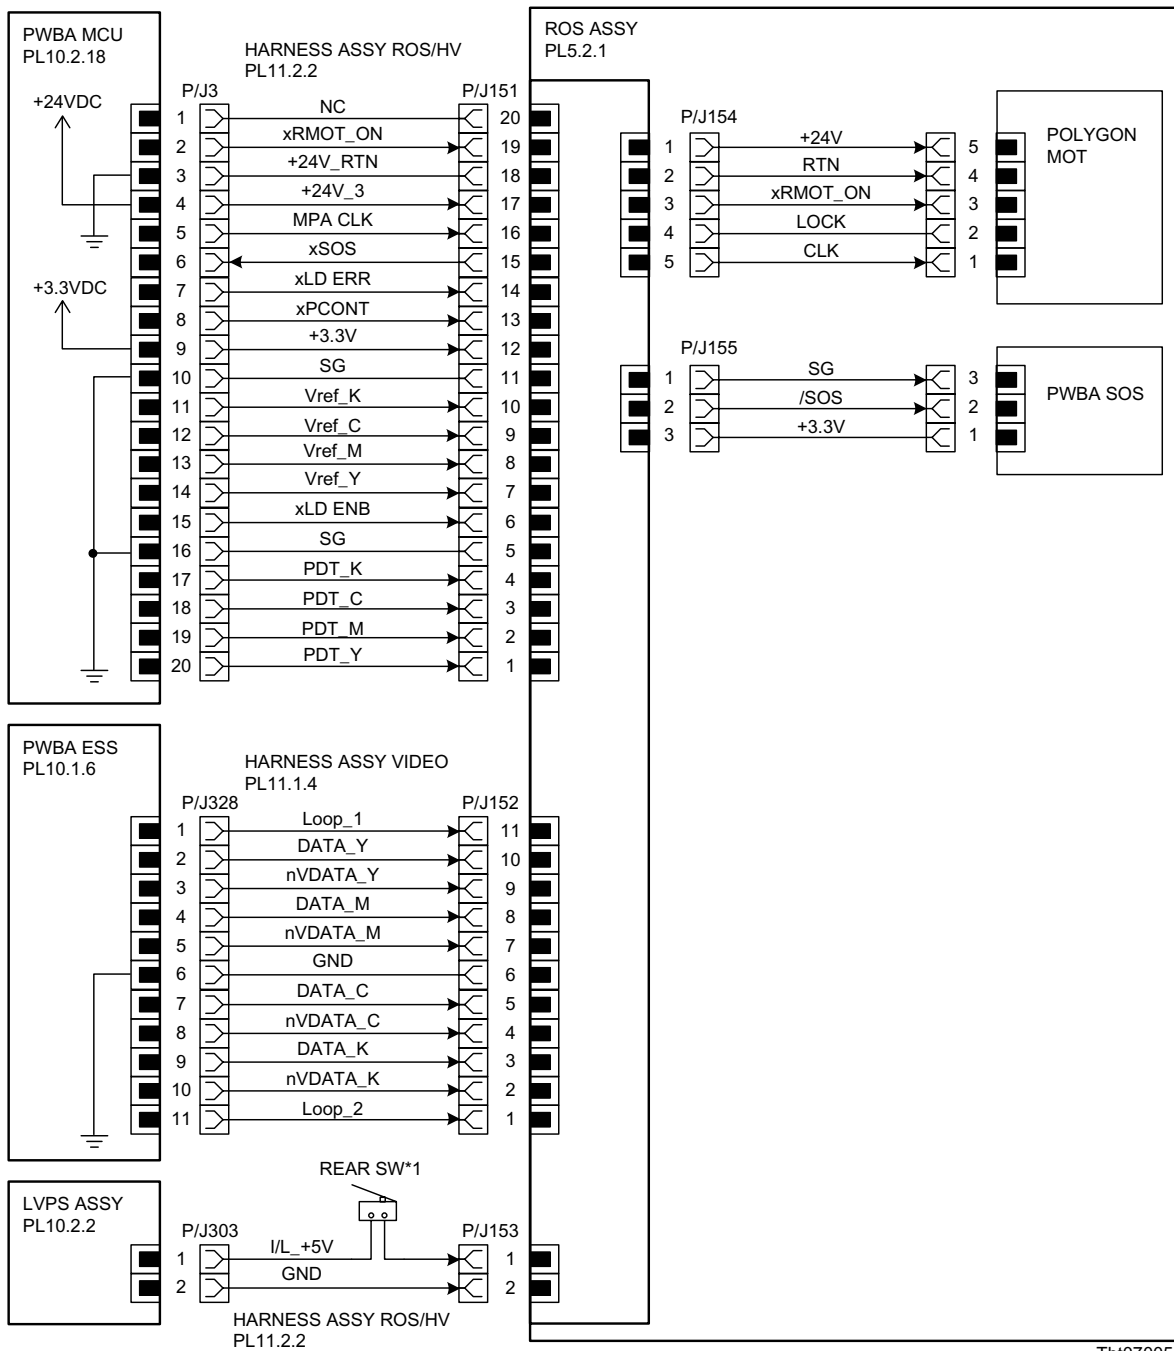 PWBA MCU
PL10.2.18
+24VDC
+3.3VDC
HARNESS ASSY ROS/HV
PL11.2.2
P/J3 P/J151
1 NC 20
2 xRMOT_ON 19
3 +24V_RTN 18
4 +24V_3 17
5 MPA CLK 16
6 xSOS 15
7 xLD ERR 14
8 xPCONT 13
9 +3.3V 12
10 SG 11
11 Vref_K 10
12 Vref_C 9
13 Vref_M 8
14 Vref_Y 7
15 xLD ENB 6
16 SG 5
17 PDT_K 4
18 PDT_C 3
19 PDT_M 2
20 PDT_Y 1
ROS ASSY
PL5.2.1
P/J154
1 +24V 5
2 RTN 4
3 xRMOT_ON 3
4 LOCK 2
5 CLK 1
POLYGON
MOT
P/J155
1 SG 3
2 /SOS 2
3 +3.3V 1
PWBA SOS
PWBA ESS
PL10.1.6
HARNESS ASSY VIDEO
PL11.1.4
P/J328 P/J152
1 Loop_1 11
2 DATA_Y 10
3 nVDATA_Y 9
4 DATA_M 8
5 nVDATA_M 7
6 GND 6
7 DATA_C 5
8 nVDATA_C 4
9 DATA_K 3
10 nVDATA_K 2
11 Loop_2 1
LVPS ASSY
PL10.2.2
REAR SW*1
P/J303 P/J153
1 I/L_+5V 1
2 GND 2
HARNESS ASSY ROS/HV
PL11.2.2